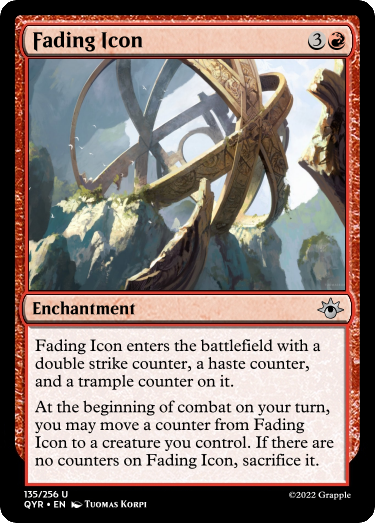 Fading Icon 3
Enchantment
Fading Icon enters the battlefield with a
double strike counter, a haste counter,
and a trample counter on it.
At the beginning of combat on your turn,
you may move a counter from Fading
Icon to a creature you control. If there are
no counters on Fading Icon, sacrifice it.
135/256 U
QYR • EN Tuomas Korpi
©2022 Grapple